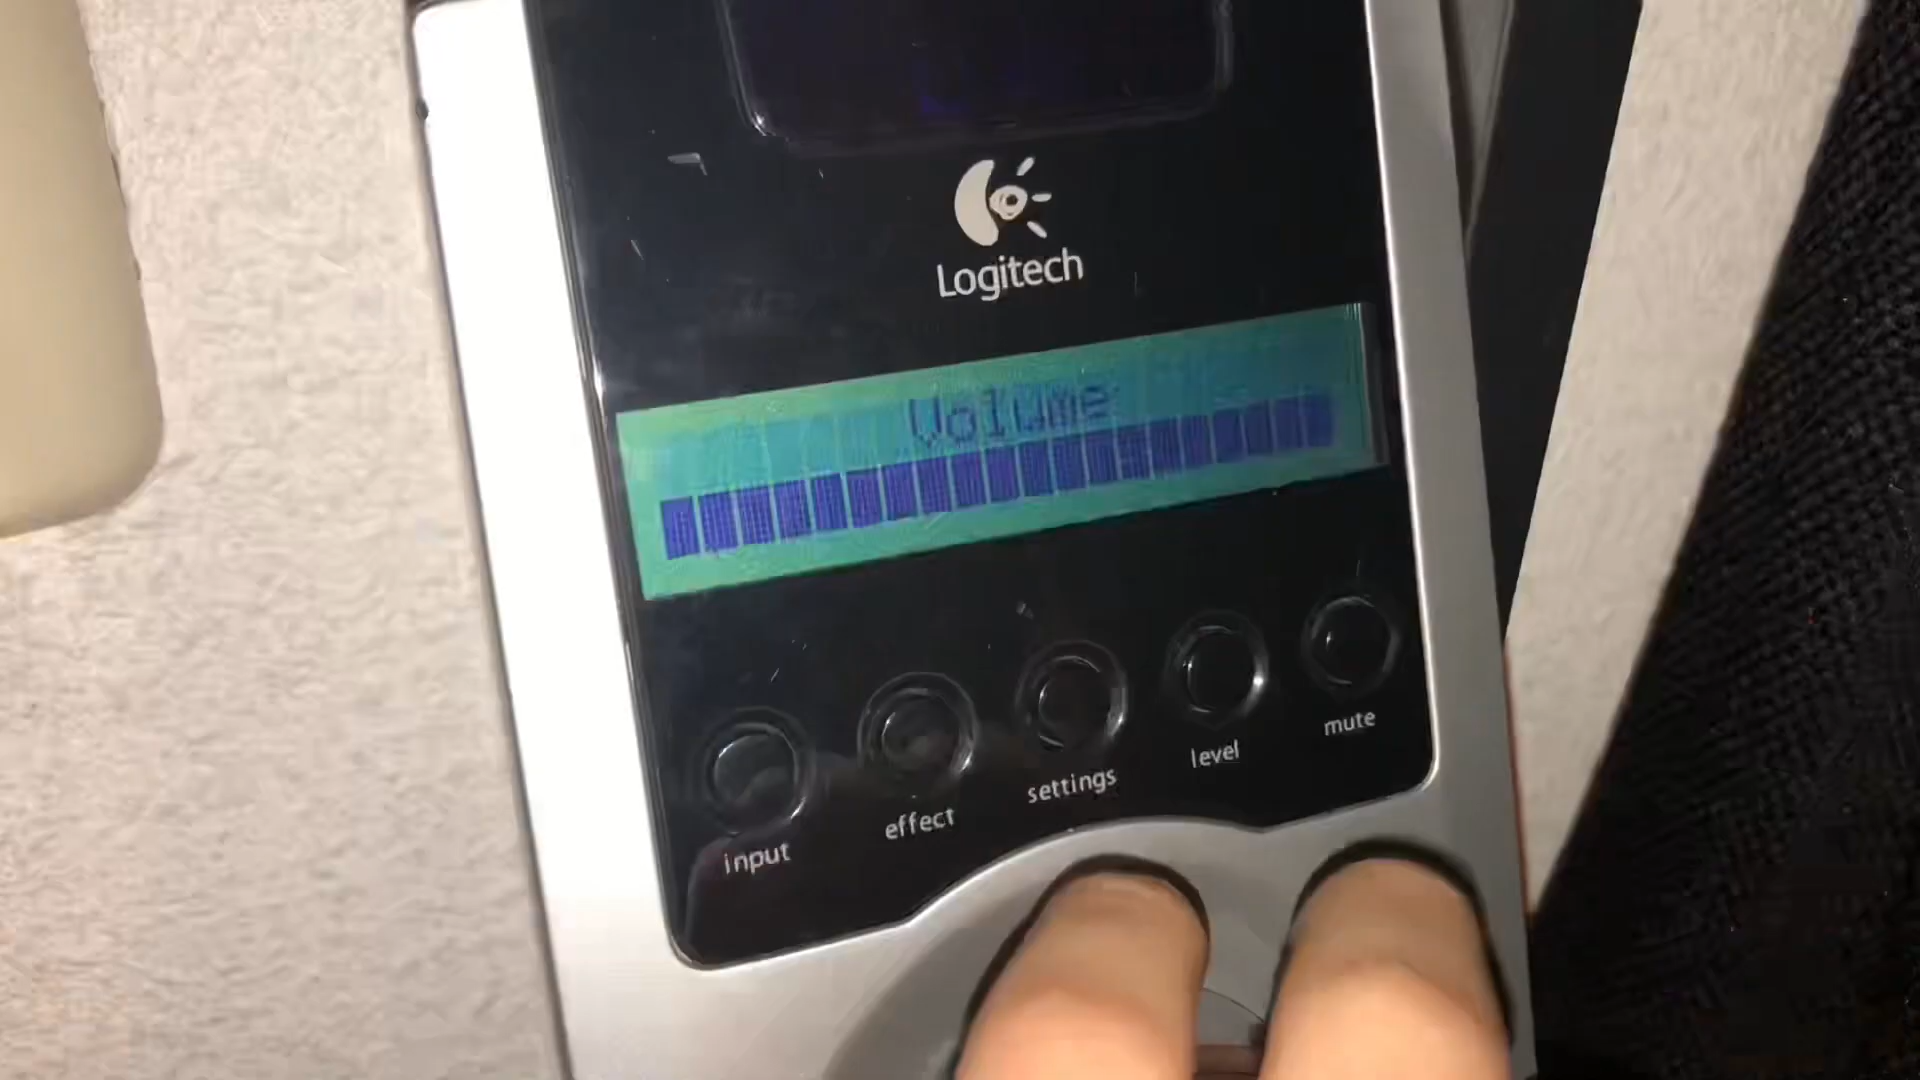 Logitech
Volume
input
effect
settings
level
mute